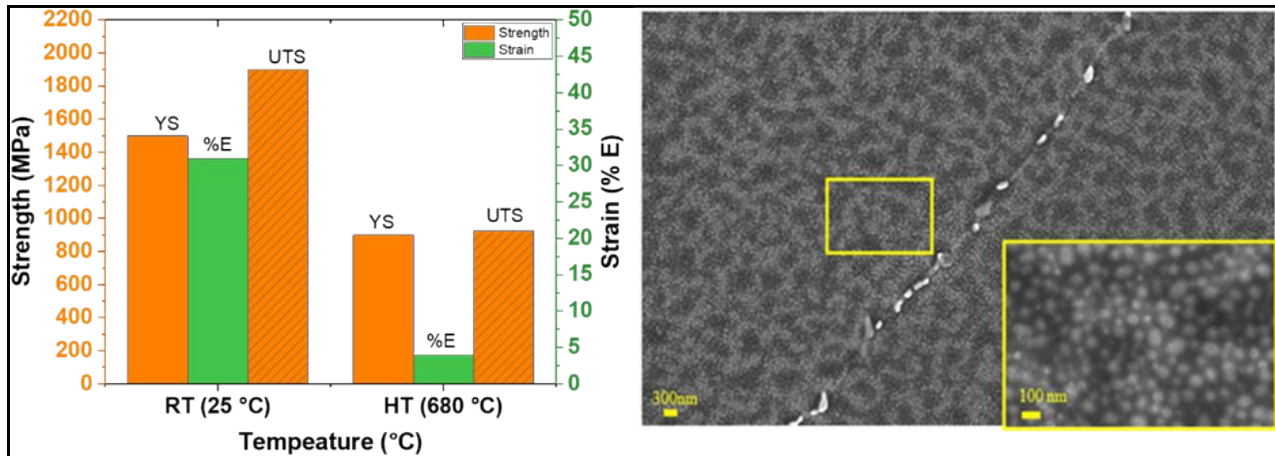 Strength (MPa)
2200
2000
1800
1600
1400
1200
1000
800
600
400
200
0
YS
%E
UTS
YS
%E
UTS
Strength
Strain
50
45
40
35
30
25
20
15
10
5
0
Strain (% E)
RT (25 °C)
HT (680 °C)
Tempeature (°C)
300nm
100 nm